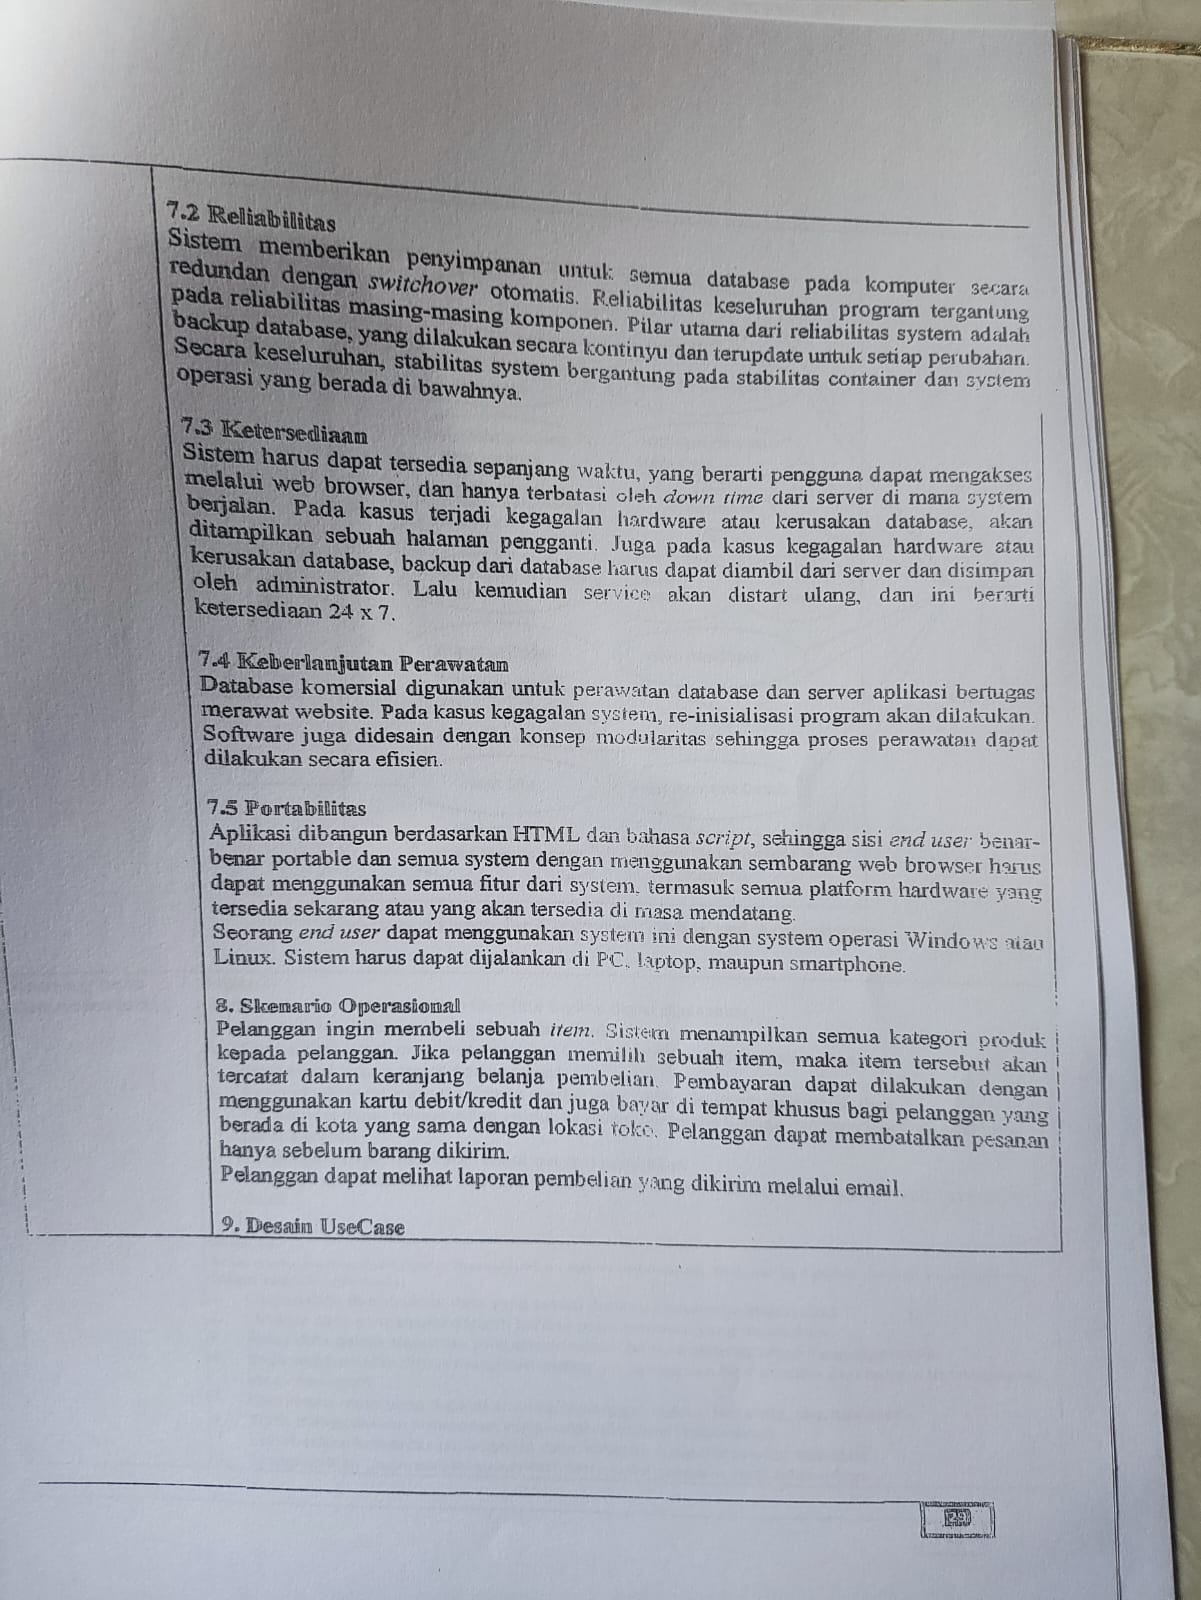 7.2 Reliabilitas
Sistem memberikan penyimpanan untuk semua database pada komputer secara
redundan dengan switchover otomatis. Reliabilitas keseluruhan program tergantung
pada reliabilitas masing-masing komponen. Pilar utama dari reliabilitas system adalah
backup database, yang dilakukan secara kontinyu dan terupdate untuk setiap perubahan.
Secara keseluruhan, stabilitas system bergantung pada stabilitas container dan system
operasi yang berada di bawahnya.
7.3 Ketersediaan
Sistem harus dapat tersedia sepanjang waktu, yang berarti pengguna dapat mengakses
melalui web browser, dan hanya terbatasi oleh down time dari server di mana system
berjalan. Pada kasus terjadi kegagalan hardware atau kerusakan database, akan
ditampilkan sebuah halaman pengganti. Juga pada kasus kegagalan hardware atau
kerusakan database, backup dari database harus dapat diambil dari server dan disimpan
oleh administrator. Lalu kemudian service akan distart ulang, dan ini berarti
ketersediaan 24 x 7.
7.4 Keberlanjutan Perawatan
Database komersial digunakan untuk perawatan database dan server aplikasi bertugas
merawat website. Pada kasus kegagalan system, re-inisialisasi program akan dilakukan.
Software juga didesain dengan konsep modularitas sehingga proses perawatan dapat
dilakukan secara efisien.
7.5 Portabilitas
Aplikasi dibangun berdasarkan HTML dan bahasa script, sehingga sisi end user benar-
benar portable dan semua system dengan menggunakan sembarang web browser harus
dapat menggunakan semua fitur dari system, termasuk semua platform hardware yang
tersedia sekarang atau yang akan tersedia di masa mendatang.
Seorang end user dapat menggunakan system ini dengan system operasi Windows atau
Linux. Sistem harus dapat dijalankan di PC, laptop, maupun smartphone.
8. Skenario Operasional
Pelanggan ingin membeli sebuah item. Sistem menampilkan semua kategori produk
kepada pelanggan. Jika pelanggan memilih sebuah item, maka item tersebut akan
tercatat dalam keranjang belanja pembelian. Pembayaran dapat dilakukan dengan
menggunakan kartu debit/kredit dan juga bayar di tempat khusus bagi pelanggan yang
berada di kota yang sama dengan lokasi toko. Pelanggan dapat membatalkan pesanan
hanya sebelum barang dikirim.
Pelanggan dapat melihat laporan pembelian yang dikirim melalui email.
9. Desain UseCase
29